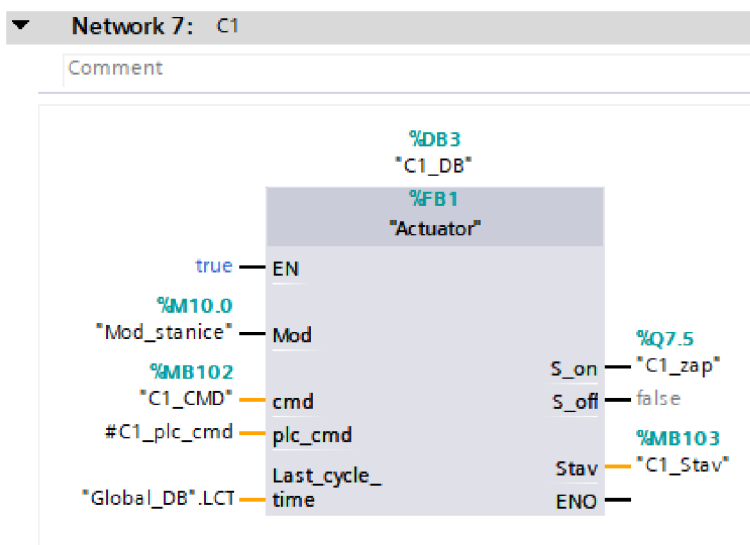 Network 7: C1
Comment
%DB3
"C1_DB"
%FB1
"Actuator"
true EN
%M10.0
"Mod_stanice" Mod
%Q7.5
S_on "C1_zap"
%MB102
"C1_CMD" cmd
S_off false
#C1_plc_cmd plc_cmd
%MB103
Stav "C1_Stav"
Last_cycle_
"Global_DB".LCT time
ENO